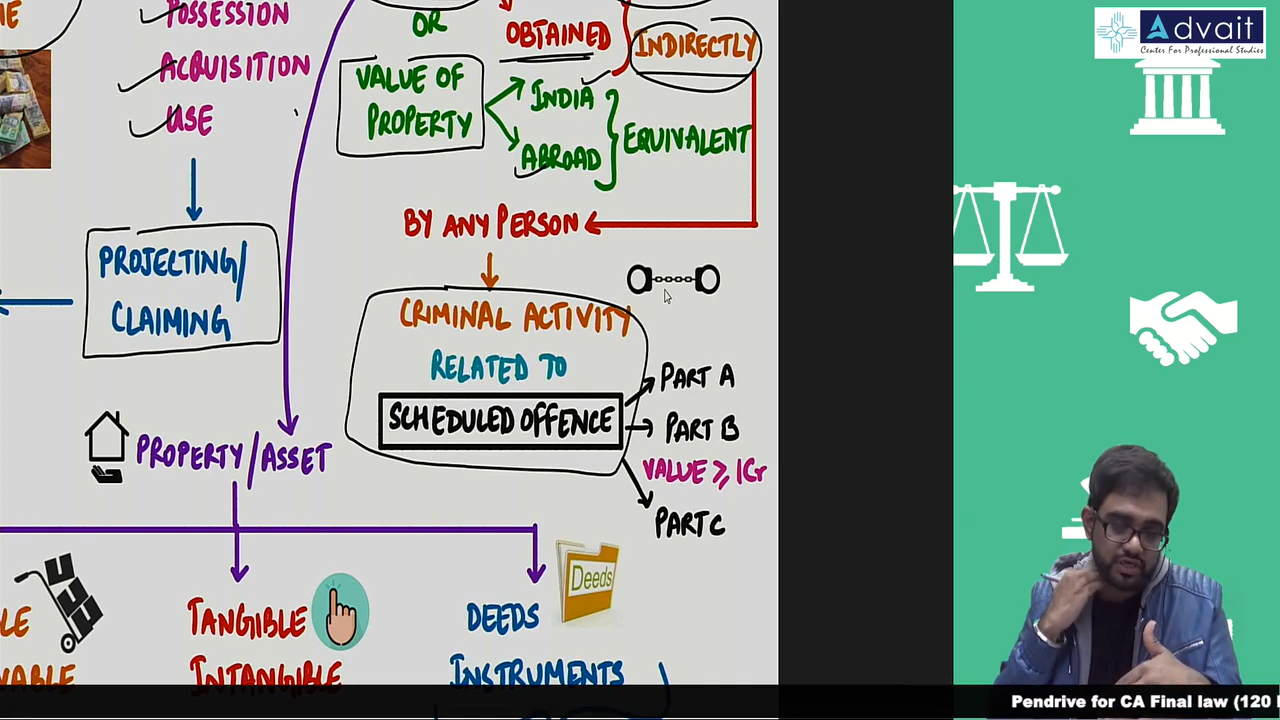 POSSESSION
ACQUISITION
USE
PROJECTING/
CLAIMING
OR
OBTAINED
INDIRECTLY
VALUE OF
PROPERTY
INDIA
ABROAD
EQUIVALENT
BY ANY PERSON
CRIMINAL ACTIVITY
RELATED TO
SCHEDULED OFFENCE
PART A
PART B
VALUE ⩾ 1Cr
PART C
PROPERTY/ASSET
TANGIBLE
INTANGIBLE
Deeds
DEEDS
INSTRUMENTS
Advait
Center For Professional Studies
Pendrive for CA Final law (120